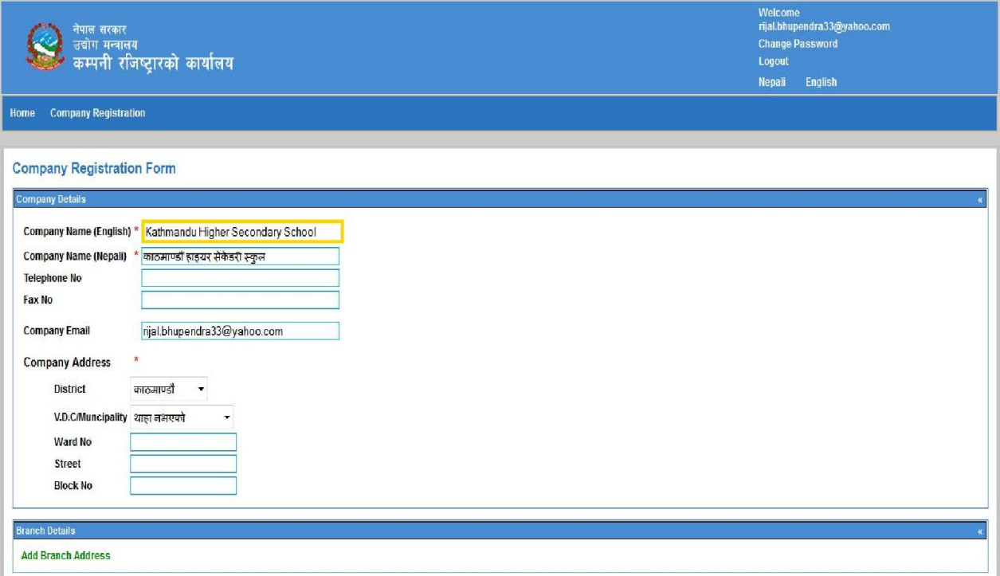 नेपाल सरकार
उद्योग मन्त्रालय
कम्पनी रजिष्ट्रारको कार्यालय
Welcome
rijal.bhupendra33@yahoo.com
Change Password
Logout
Nepali English
Home Company Registration
Company Registration Form
Company Details «
Company Name (English) * Kathmandu Higher Secondary School
Company Name (Nepali) * काठमाण्डौं हाइयर सेकेडरी स्कुल
Telephone No
Fax No
Company Email rijal.bhupendra33@yahoo.com
Company Address *
District काठमाण्डौ
V.D.C/Muncipality थाहा नभएको
Ward No
Street
Block No
Branch Details «
Add Branch Address